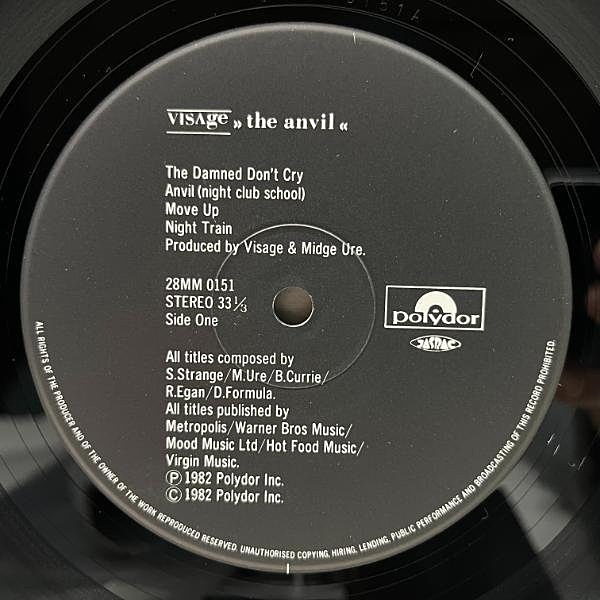 VISAGE » the anvil «
The Damned Don't Cry
Anvil (night club school)
Move Up
Night Train
Produced by Visage & Midge Ure.
28MM 0151
STEREO 33 1/3
Side One
polydor
JASRAC
All titles composed by
S.Strange/M.Ure/B.Currie/
R.Egan/D.Formula.
All titles published by
Metropolis/Warner Bros Music/
Mood Music Ltd/Hot Food Music/
Virgin Music.
Ⓟ 1982 Polydor Inc.
Ⓒ 1982 Polydor Inc.
ALL RIGHTS OF THE PRODUCER AND OF THE OWNER OF THE WORK REPRODUCED RESERVED. UNAUTHORISED COPYING, HIRING, LENDING, PUBLIC PERFORMANCE AND BROADCASTING OF THIS RECORD PROHIBITED.